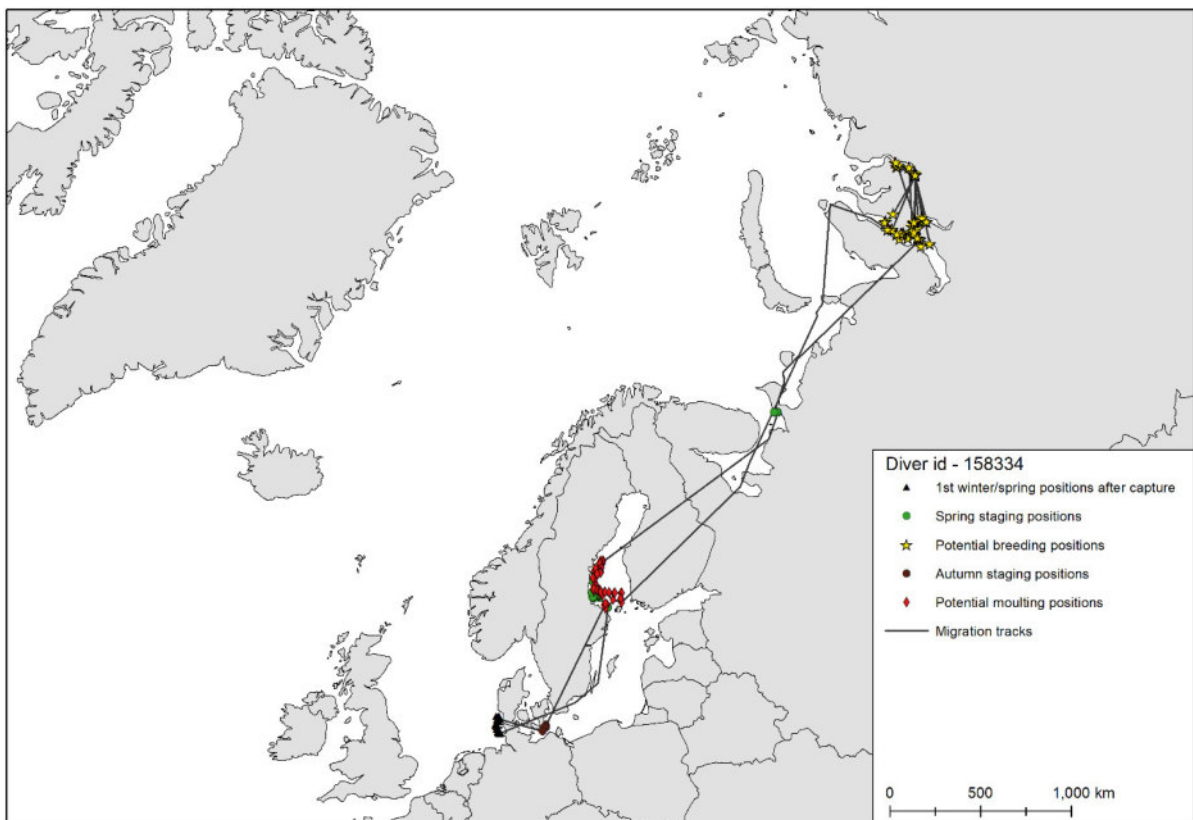 Diver id - 158334
1st winter/spring positions after capture
Spring staging positions
Potential breeding positions
Autumn staging positions
Potential moulting positions
Migration tracks
0 500 1,000 km